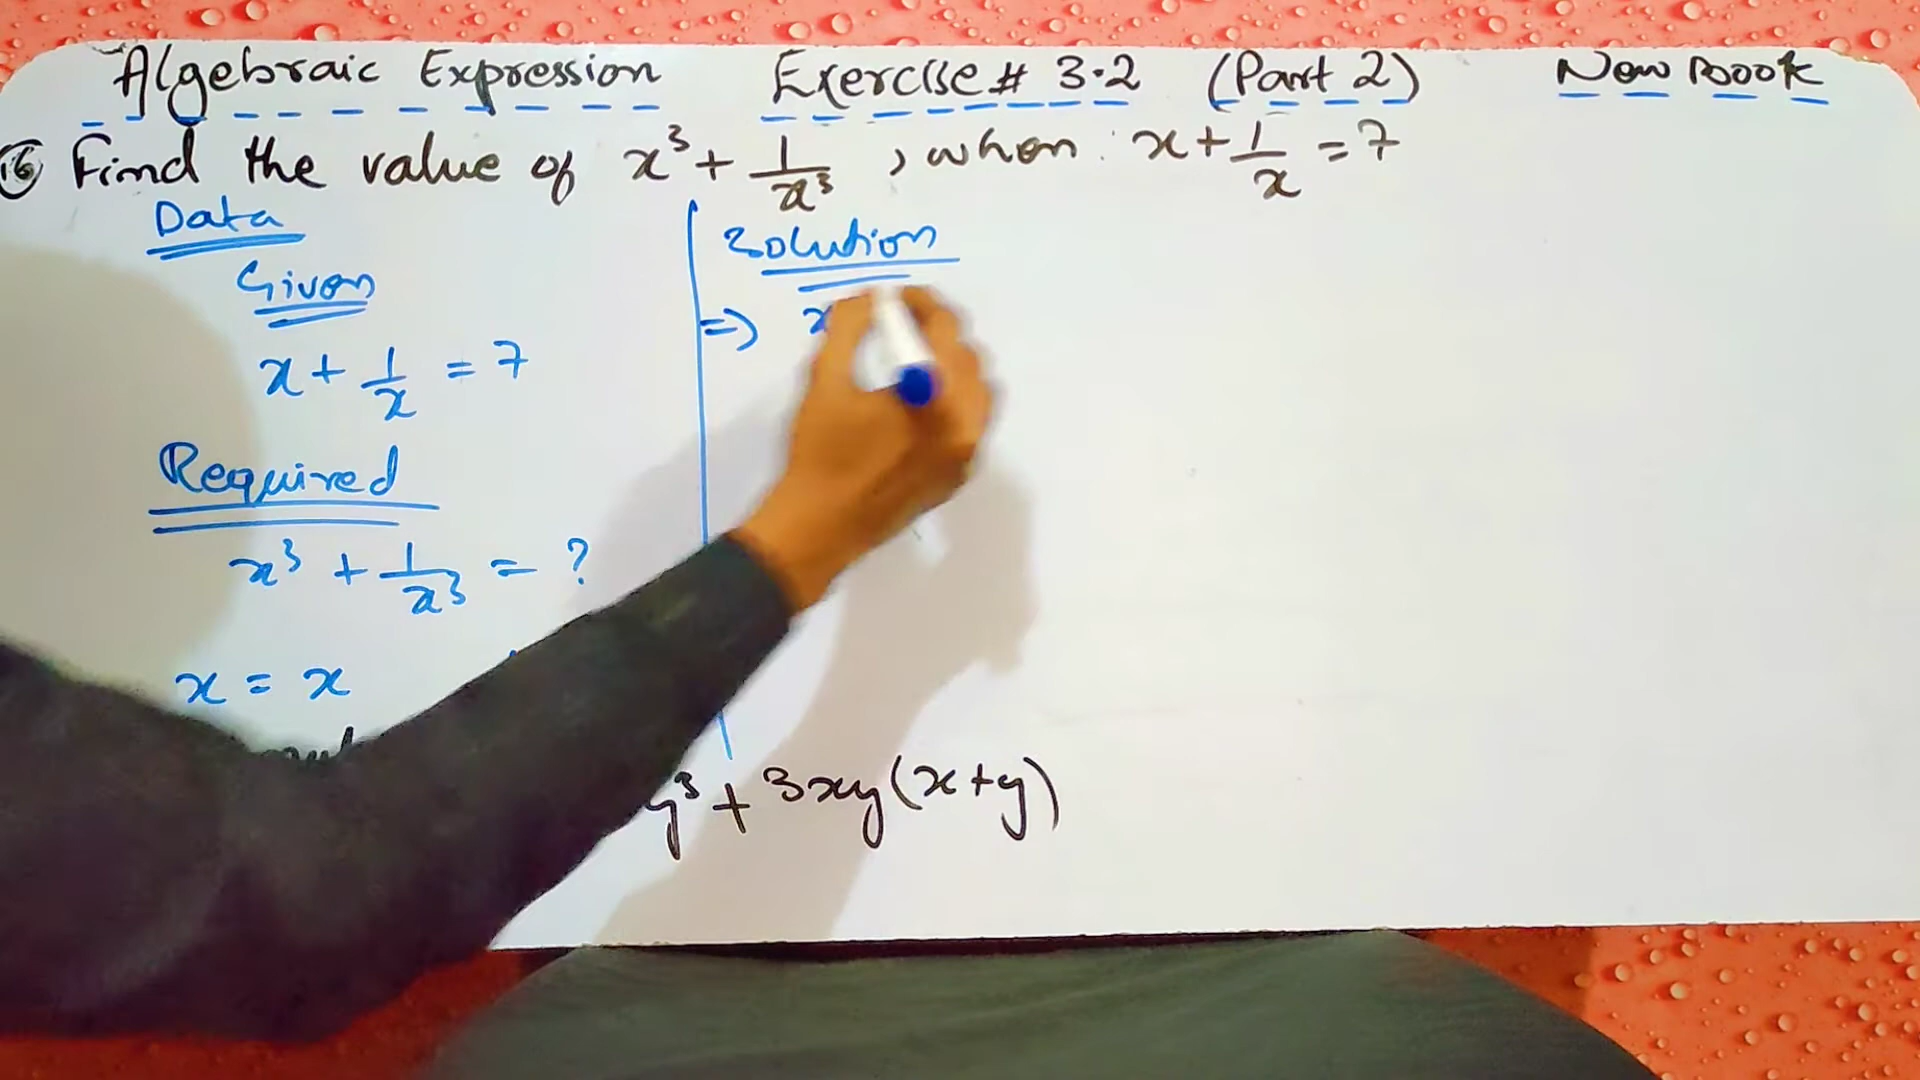 Algebraic Expression Exercise # 3.2 (Part 2) New Book
16 Find the value of x³ + 1/x³, when x + 1/x = 7
Data
Given
x + 1/x = 7
Required
x³ + 1/x³ = ?
x = x
Solution
=> x
y³ + 3xy(x+y)